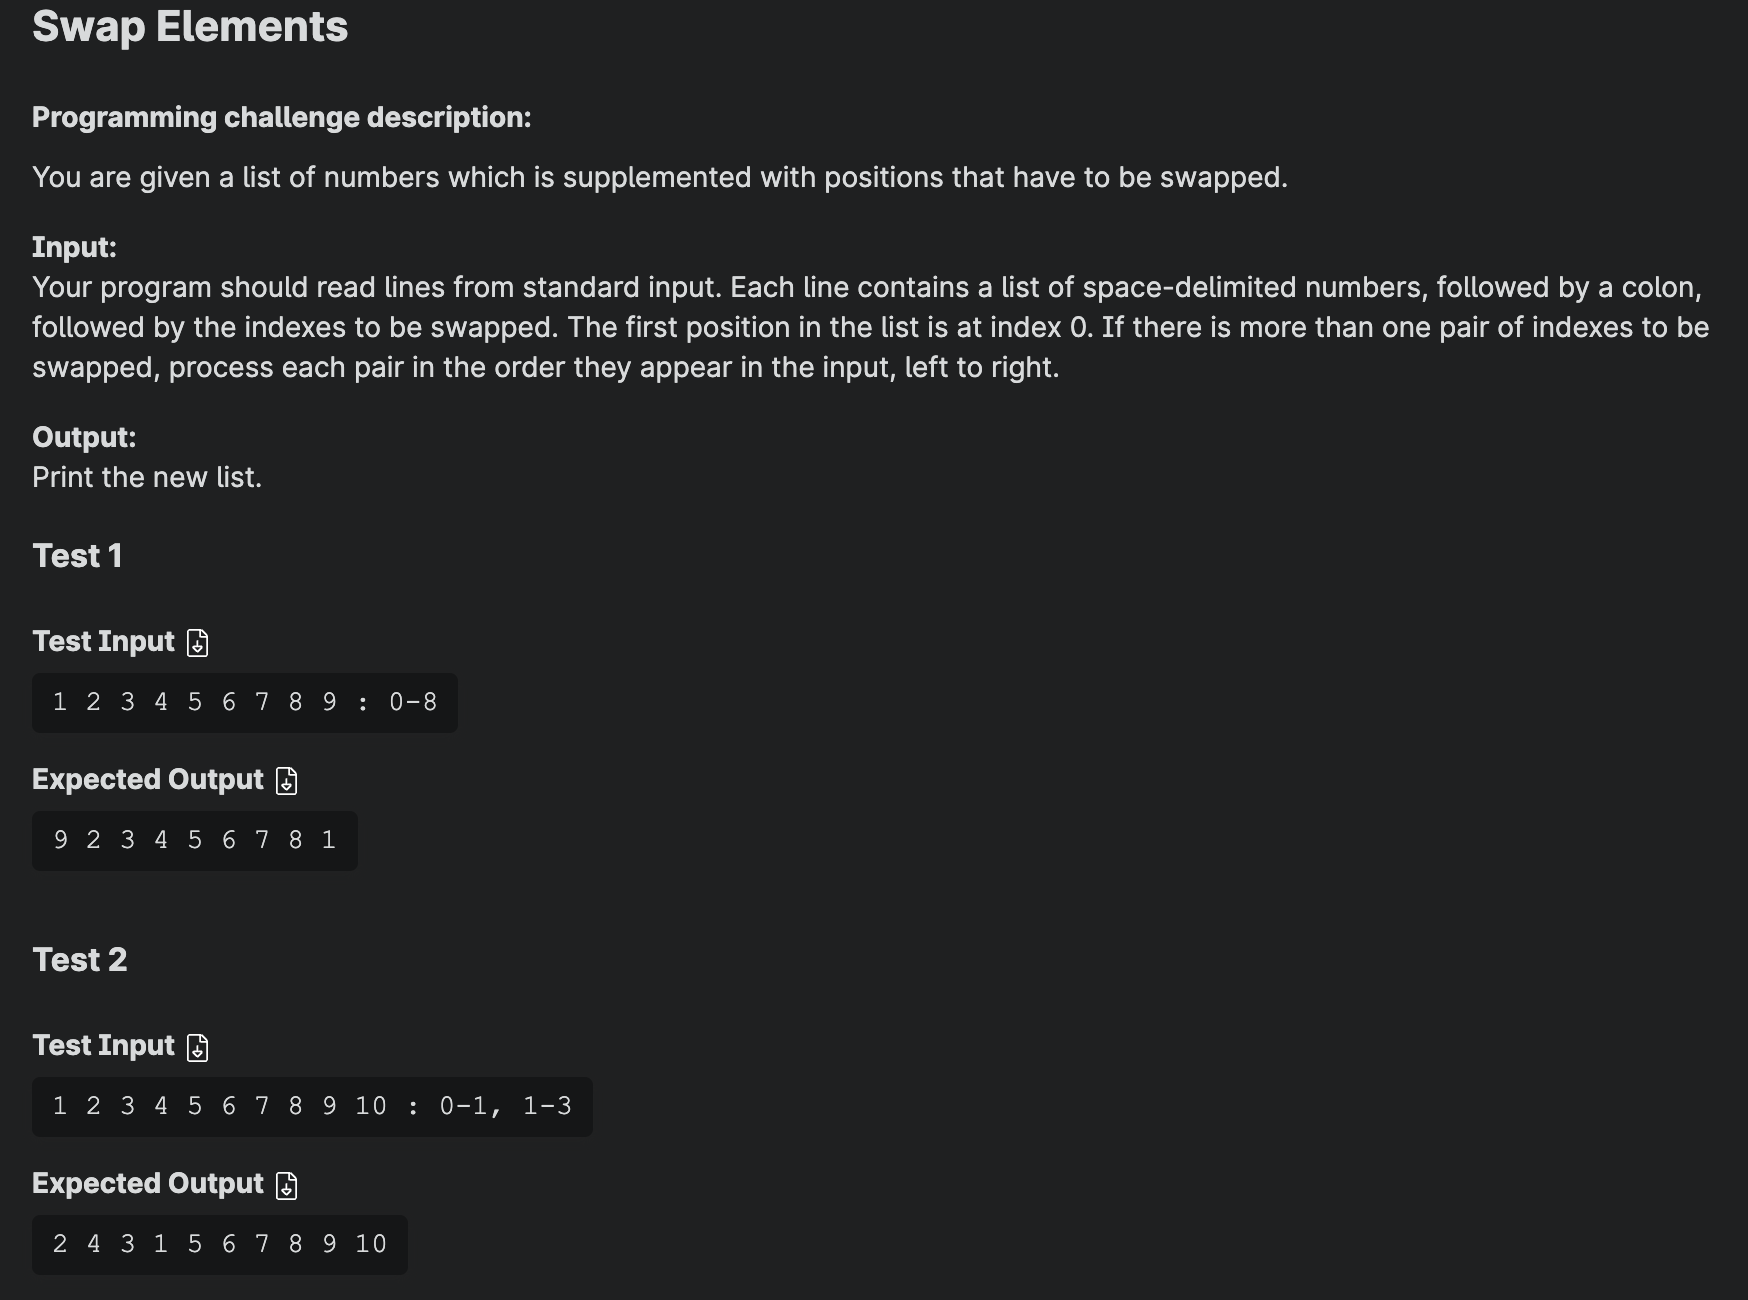 Swap Elements
Programming challenge description:
You are given a list of numbers which is supplemented with positions that have to be swapped.
Input:
Your program should read lines from standard input. Each line contains a list of space-delimited numbers, followed by a colon,
followed by the indexes to be swapped. The first position in the list is at index 0. If there is more than one pair of indexes to be
swapped, process each pair in the order they appear in the input, left to right.
Output:
Print the new list.
Test 1
Test Input
1 2 3 4 5 6 7 8 9 : 0-8
Expected Output
9 2 3 4 5 6 7 8 1
Test 2
Test Input
1 2 3 4 5 6 7 8 9 10 : 0-1, 1-3
Expected Output
2 4 3 1 5 6 7 8 9 10